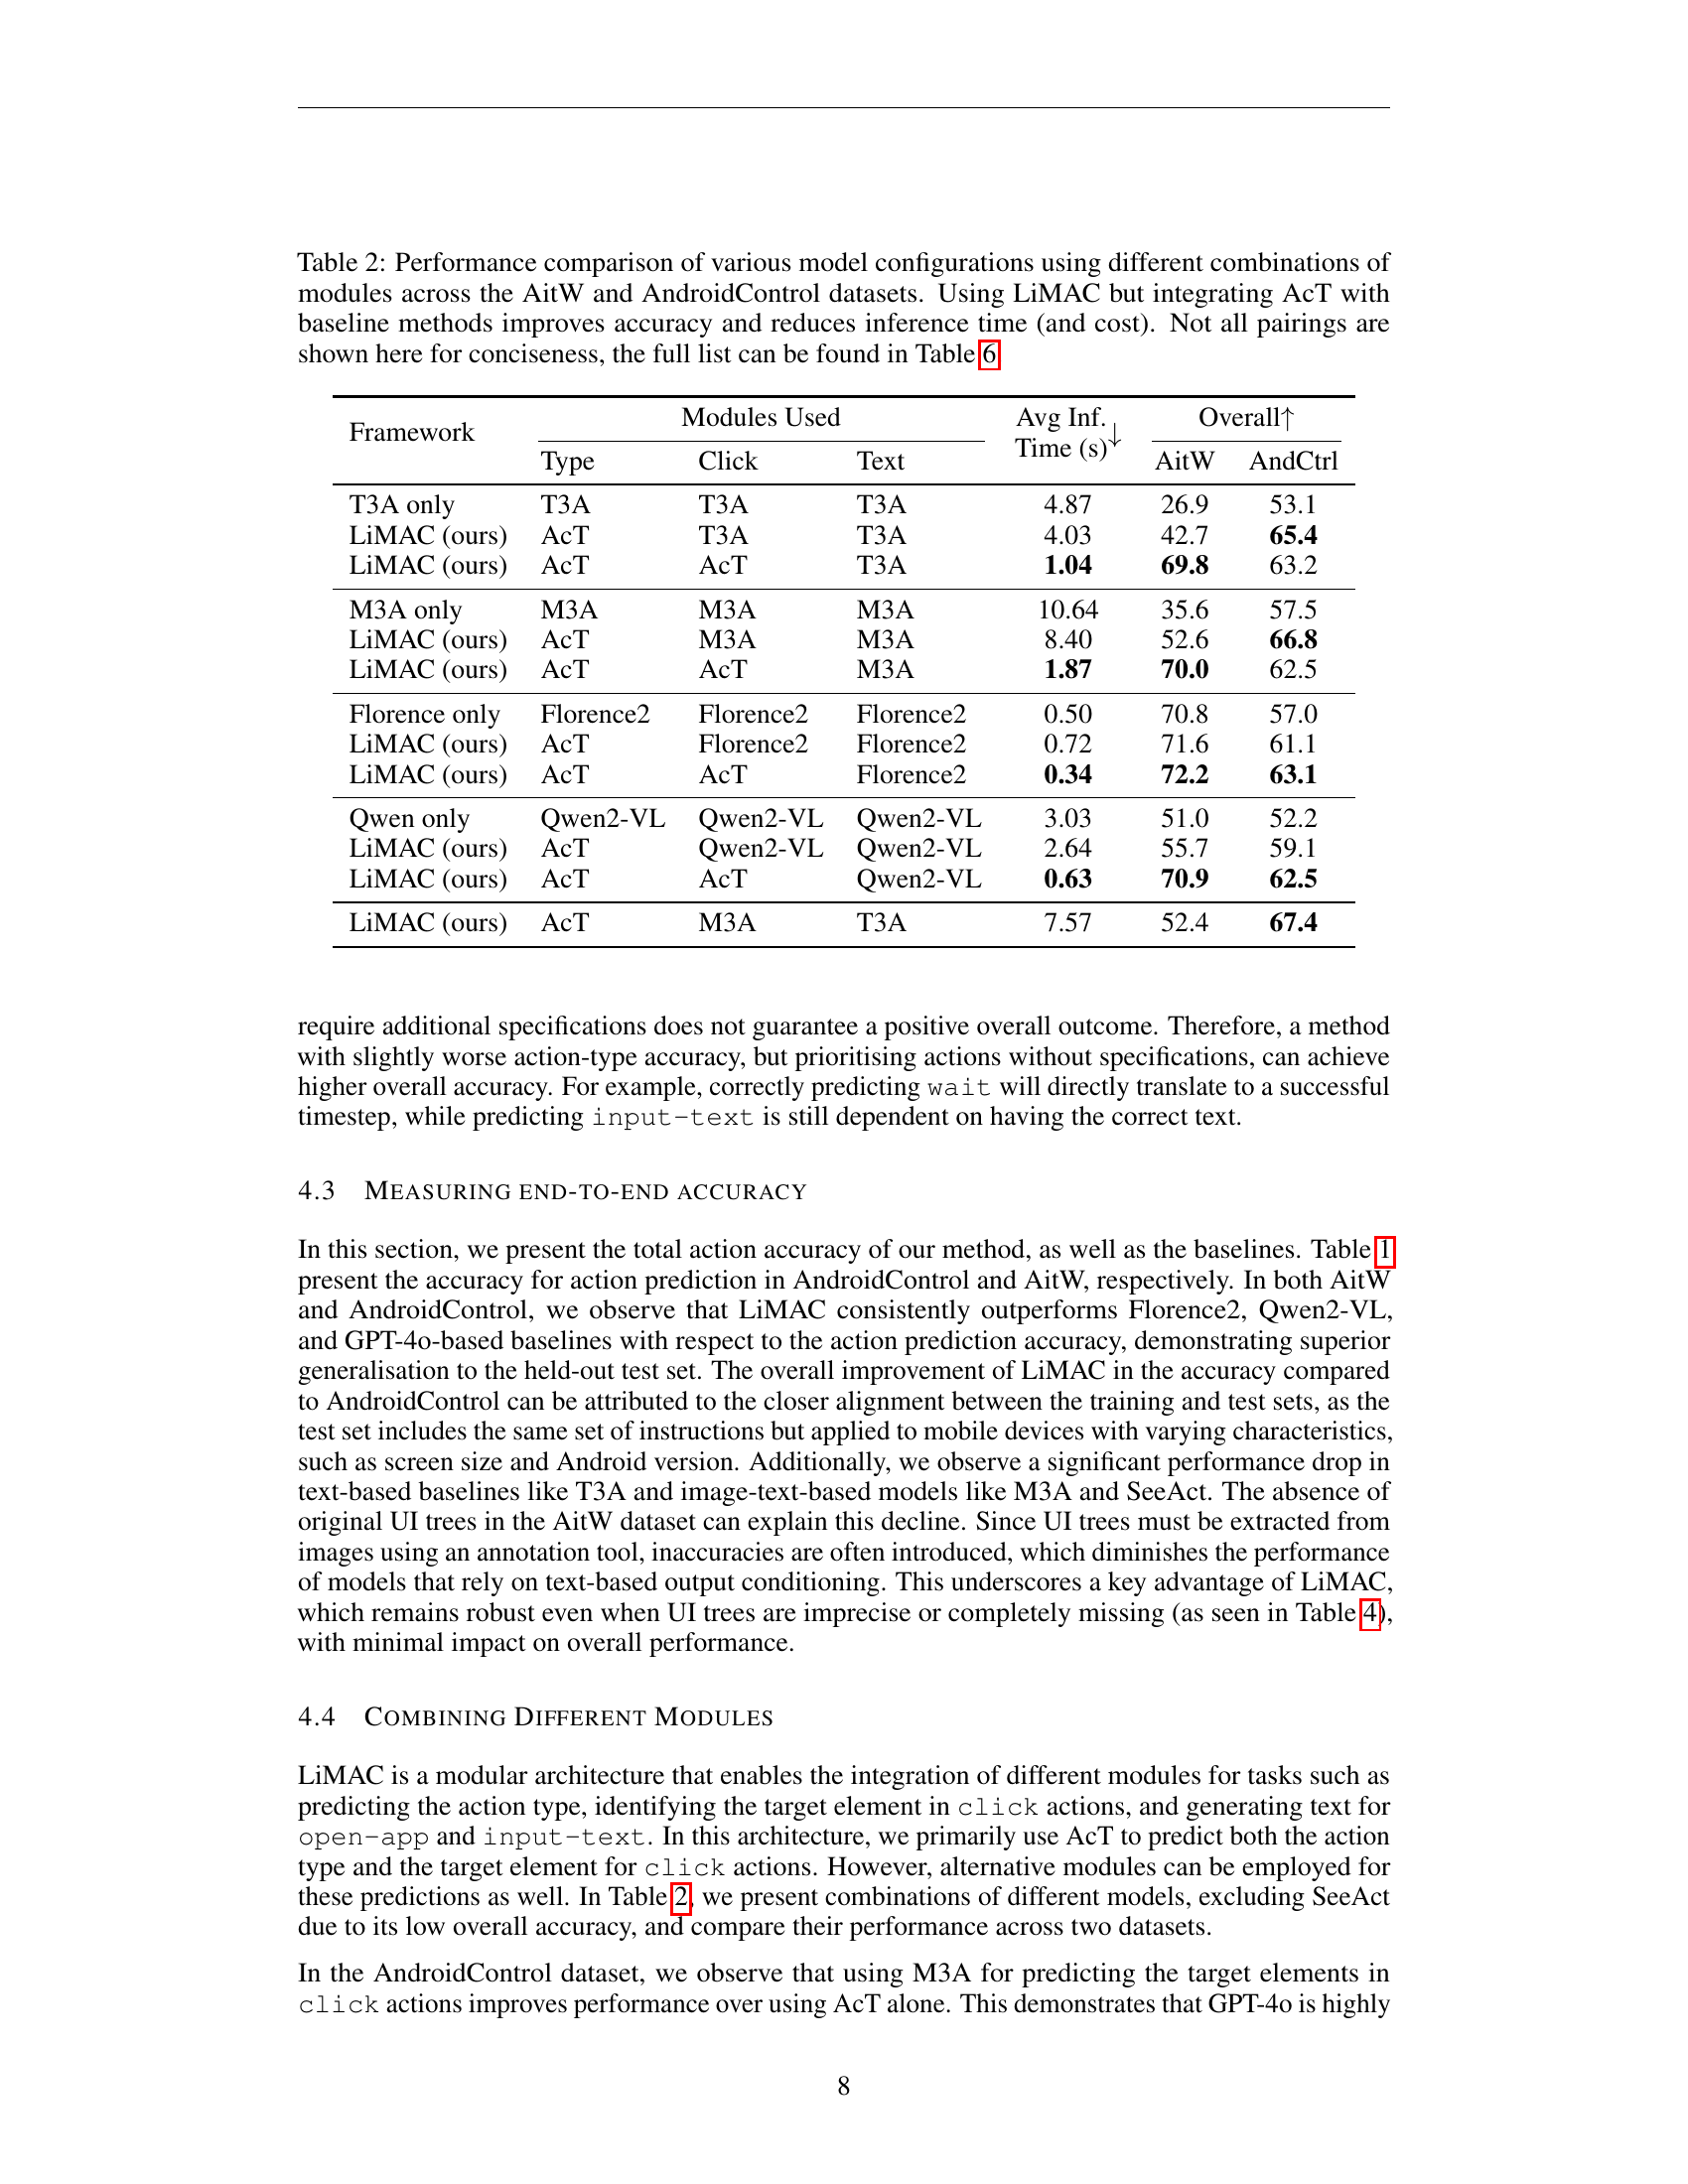 Table 2: Performance comparison of various model configurations using different combinations of
modules across the AitW and AndroidControl datasets. Using LiMAC but integrating AcT with
baseline methods improves accuracy and reduces inference time (and cost). Not all pairings are
shown here for conciseness, the full list can be found in Table 6
Framework Modules Used Avg Inf. Time (s)↓ Overall↑
Type Click Text AitW AndCtrl
T3A only T3A T3A T3A 4.87 26.9 53.1
LiMAC (ours) AcT T3A T3A 4.03 42.7 65.4
LiMAC (ours) AcT AcT T3A 1.04 69.8 63.2
M3A only M3A M3A M3A 10.64 35.6 57.5
LiMAC (ours) AcT M3A M3A 8.40 52.6 66.8
LiMAC (ours) AcT AcT M3A 1.87 70.0 62.5
Florence only Florence2 Florence2 Florence2 0.50 70.8 57.0
LiMAC (ours) AcT Florence2 Florence2 0.72 71.6 61.1
LiMAC (ours) AcT AcT Florence2 0.34 72.2 63.1
Qwen only Qwen2-VL Qwen2-VL Qwen2-VL 3.03 51.0 52.2
LiMAC (ours) AcT Qwen2-VL Qwen2-VL 2.64 55.7 59.1
LiMAC (ours) AcT AcT Qwen2-VL 0.63 70.9 62.5
LiMAC (ours) AcT M3A T3A 7.57 52.4 67.4
require additional specifications does not guarantee a positive overall outcome. Therefore, a method
with slightly worse action-type accuracy, but prioritising actions without specifications, can achieve
higher overall accuracy. For example, correctly predicting wait will directly translate to a successful
timestep, while predicting input-text is still dependent on having the correct text.
4.3 MEASURING END-TO-END ACCURACY
In this section, we present the total action accuracy of our method, as well as the baselines. Table 1
present the accuracy for action prediction in AndroidControl and AitW, respectively. In both AitW
and AndroidControl, we observe that LiMAC consistently outperforms Florence2, Qwen2-VL,
and GPT-4o-based baselines with respect to the action prediction accuracy, demonstrating superior
generalisation to the held-out test set. The overall improvement of LiMAC in the accuracy compared
to AndroidControl can be attributed to the closer alignment between the training and test sets, as the
test set includes the same set of instructions but applied to mobile devices with varying characteristics,
such as screen size and Android version. Additionally, we observe a significant performance drop in
text-based baselines like T3A and image-text-based models like M3A and SeeAct. The absence of
original UI trees in the AitW dataset can explain this decline. Since UI trees must be extracted from
images using an annotation tool, inaccuracies are often introduced, which diminishes the performance
of models that rely on text-based output conditioning. This underscores a key advantage of LiMAC,
which remains robust even when UI trees are imprecise or completely missing (as seen in Table 4),
with minimal impact on overall performance.
4.4 COMBINING DIFFERENT MODULES
LiMAC is a modular architecture that enables the integration of different modules for tasks such as
predicting the action type, identifying the target element in click actions, and generating text for
open-app and input-text. In this architecture, we primarily use AcT to predict both the action
type and the target element for click actions. However, alternative modules can be employed for
these predictions as well. In Table 2, we present combinations of different models, excluding SeeAct
due to its low overall accuracy, and compare their performance across two datasets.
In the AndroidControl dataset, we observe that using M3A for predicting the target elements in
click actions improves performance over using AcT alone. This demonstrates that GPT-4o is highly
8